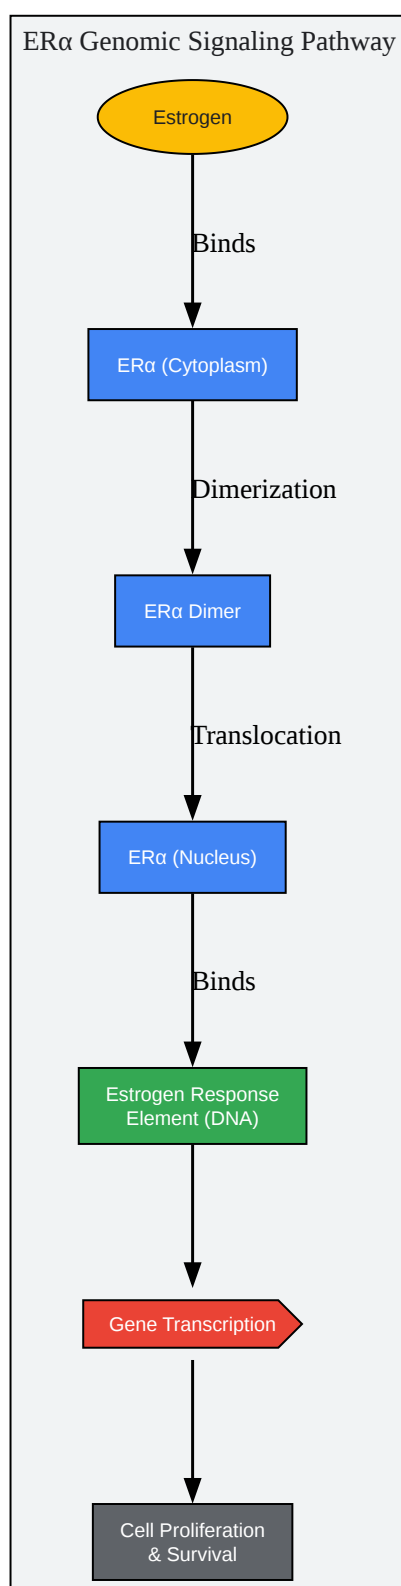 ERα Genomic Signaling Pathway
Estrogen
Binds
ERα (Cytoplasm)
Dimerization
ERα Dimer
Translocation
ERα (Nucleus)
Binds
Estrogen Response
Element (DNA)
Gene Transcription
Cell Proliferation
& Survival